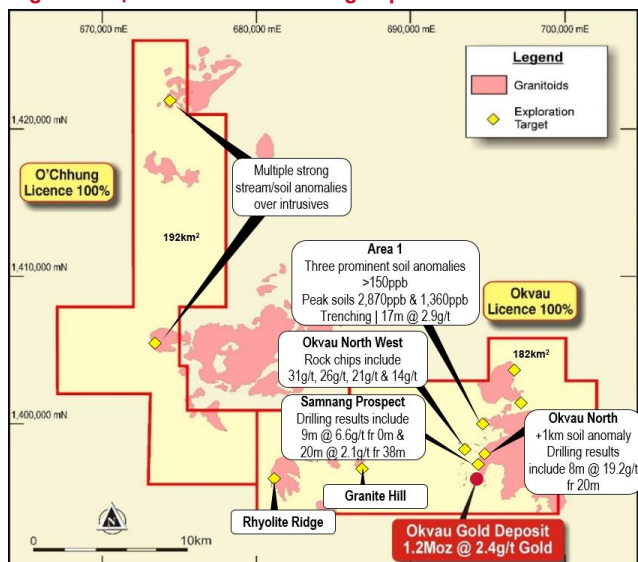 670,000 mE
680,000 mE
690,000 mE
700,000 mE
Legend
Granitoids
Exploration
Target
1,420,000 mN
O'Chhung
Licence 100%
Multiple strong
stream/soil anomalies
over intrusives
192km²
Area 1
Three prominent soil anomalies
>150ppb
Peak soils 2,870ppb & 1,360ppb
Trenching | 17m @ 2.9g/t
1,410,000 mN
Okvau
Licence 100%
182km²
Okvau North West
Rock chips include
31g/t, 26g/t, 21g/t & 14g/t
Samnang Prospect
Drilling results include
9m @ 6.6g/t fr 0m &
20m @ 2.1g/t fr 38m
Okvau North
+1km soil anomaly
Drilling results
include 8m @ 19.2g/t
fr 20m
1,400,000 mN
Granite Hill
Rhyolite Ridge
Okvau Gold Deposit
1.2Moz @ 2.4g/t Gold
N
0
10km